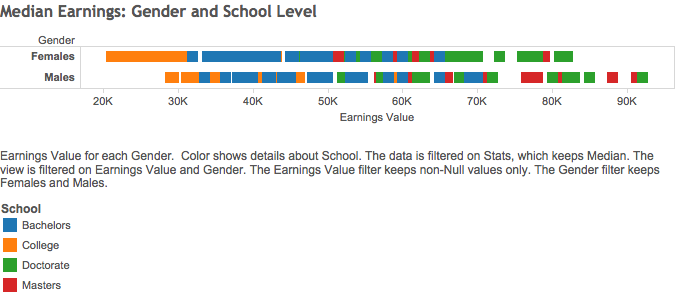 Median Earnings: Gender and School Level
Gender
Females
Males
20K 30K 40K 50K 60K 70K 80K 90K
Earnings Value
Earnings Value for each Gender. Color shows details about School. The data is filtered on Stats, which keeps Median. The
view is filtered on Earnings Value and Gender. The Earnings Value filter keeps non-Null values only. The Gender filter keeps
Females and Males.
School
Bachelors
College
Doctorate
Masters